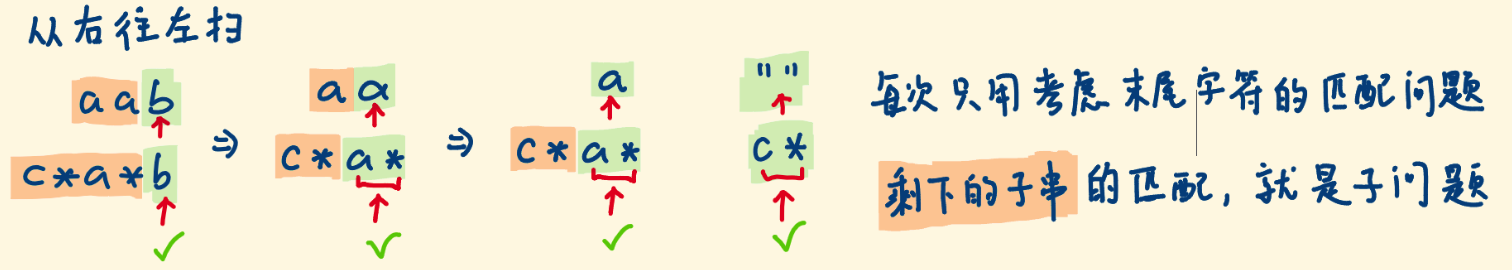 从右往左扫
aab
c*a*b
⇒
aa
c*a*
⇒
a
c*a*
""
c*
每次只用考虑末尾字符的匹配问题
剩下的子串的匹配,就是子问题